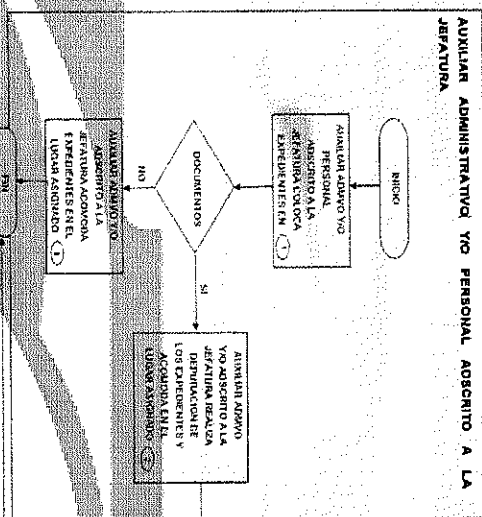 AUXILIAR ADMINISTRATIVO Y/O PERSONAL ADSCRITO A LA
JEFATURA
INICIO
AUXILIAR ADMVO Y/O
PERSONAL
ADSCRITO A LA
JEFATURA COLOCA
EXPEDIENTES EN
1
DOCUMENTOS
NO
SI
AUXILIAR ADMVO Y/O
ADSCRITO A LA
JEFATURA ACOMODA
EXPEDIENTES EN EL
LUGAR ASIGNADO
AUXILIAR ADMVO
Y/O ADSCRITO A LA
JEFATURA REALIZA
DEPURACION DE
LOS EXPEDIENTES Y
ACOMODA EN EL
LUGAR ASIGNADO
FIN